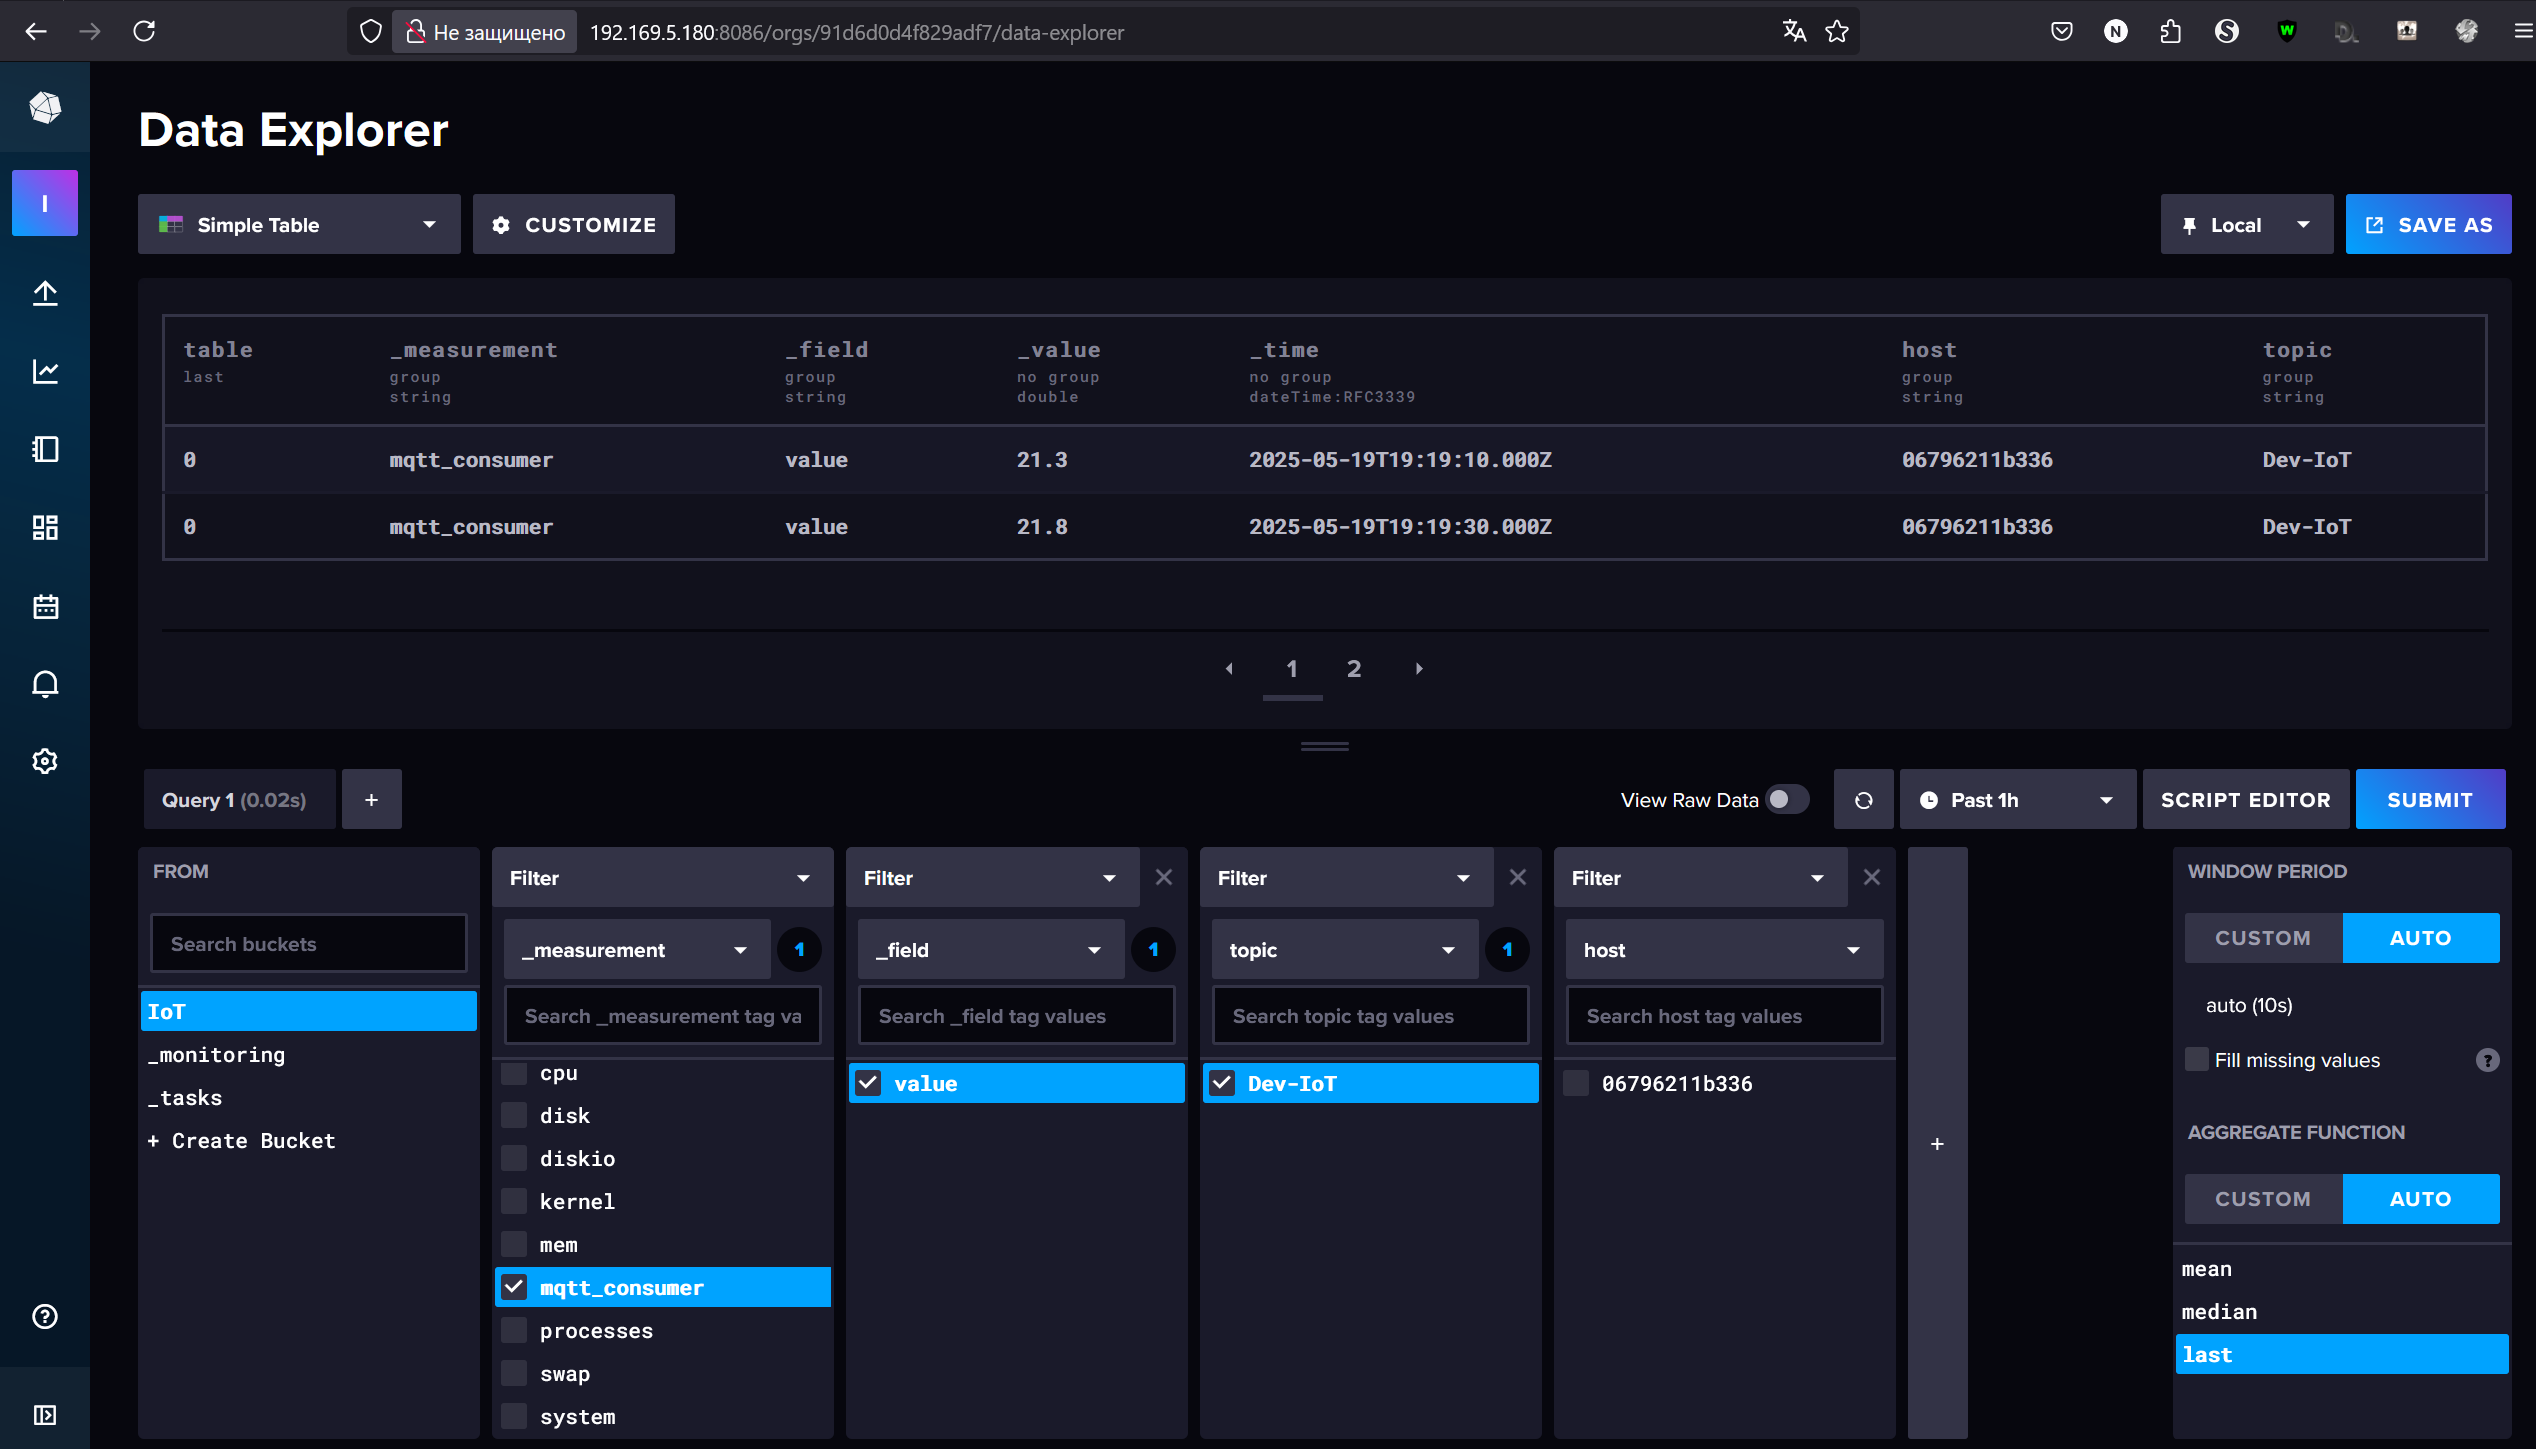 Не защищено 192.169.5.180:8086/orgs/91d6d0d4f829adf7/data-explorer
N
S
W
DL
Data Explorer
I
Simple Table
CUSTOMIZE
Local
SAVE AS
table _measurement _field _value _time host topic
last group group no group no group group group
string string double dateTime:RFC3339 string string
0 mqtt_consumer value 21.3 2025-05-19T19:19:10.000Z 06796211b336 Dev-IoT
0 mqtt_consumer value 21.8 2025-05-19T19:19:30.000Z 06796211b336 Dev-IoT
1 2
Query 1 (0.02s)
+
View Raw Data
Past 1h
SCRIPT EDITOR
SUBMIT
FROM
Search buckets
IoT
_monitoring
_tasks
+ Create Bucket
Filter
_measurement 1
Search _measurement tag va
cpu
disk
diskio
kernel
mem
mqtt_consumer
processes
swap
system
Filter
_field 1
Search _field tag values
value
Filter
topic 1
Search topic tag values
Dev-IoT
Filter
host
Search host tag values
06796211b336
+
WINDOW PERIOD
CUSTOM AUTO
auto (10s)
Fill missing values ?
AGGREGATE FUNCTION
CUSTOM AUTO
mean
median
last
?